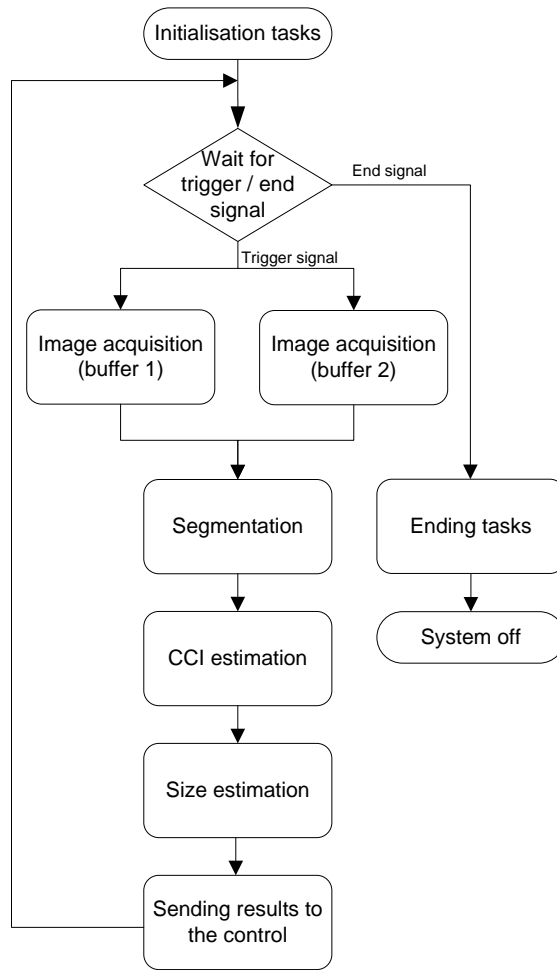 Initialisation tasks
Wait for
trigger / end
signal
End signal
Trigger signal
Image acquisition
(buffer 1)
Image acquisition
(buffer 2)
Segmentation
Ending tasks
CCI estimation
System off
Size estimation
Sending results to
the control